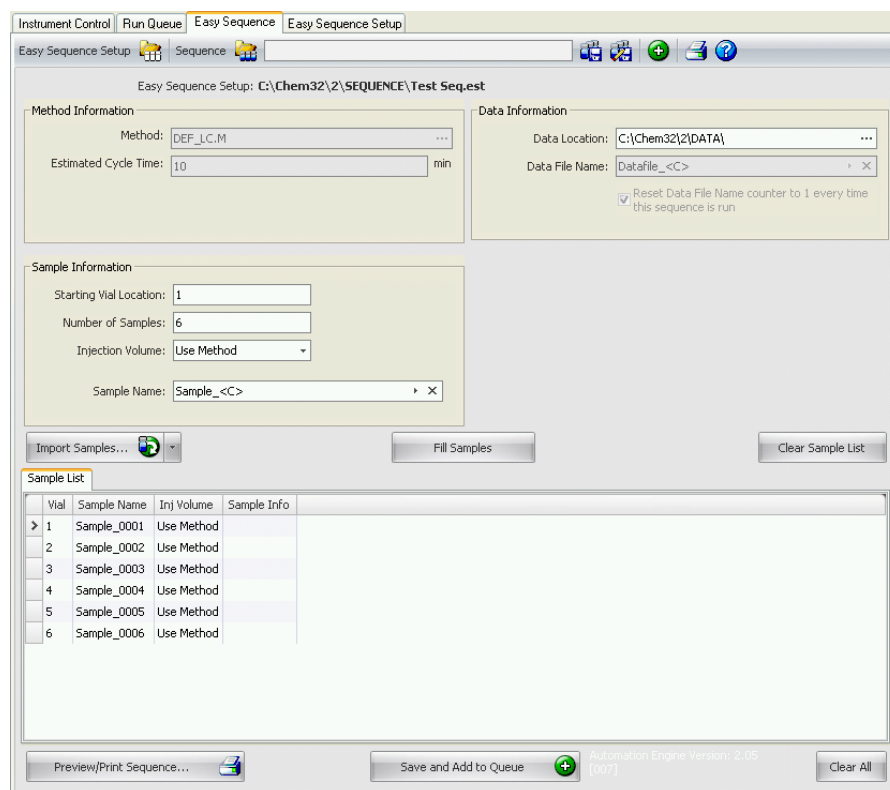 Instrument Control Run Queue Easy Sequence Easy Sequence Setup
Easy Sequence Setup Sequence
Easy Sequence Setup: C:\Chem32\2\SEQUENCE\Test Seq.est
Method Information
Method: DEF_LC.M ...
Estimated Cycle Time: 10 min
Data Information
Data Location: C:\Chem32\2\DATA\ ...
Data File Name: Datafile_<C>
Reset Data File Name counter to 1 every time
this sequence is run
Sample Information
Starting Vial Location: 1
Number of Samples: 6
Injection Volume: Use Method
Sample Name: Sample_<C>
Import Samples... Fill Samples Clear Sample List
Sample List
Vial Sample Name Inj Volume Sample Info
1 Sample_0001 Use Method
2 Sample_0002 Use Method
3 Sample_0003 Use Method
4 Sample_0004 Use Method
5 Sample_0005 Use Method
6 Sample_0006 Use Method
Preview/Print Sequence... Save and Add to Queue
Automation Engine Version: 2.05
[007]
Clear All